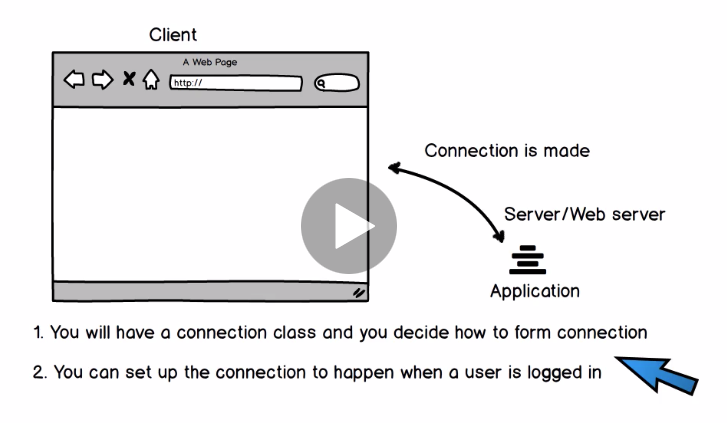 Client
A Web Page
http://
Connection is made
Server/Web server
Application
1. You will have a connection class and you decide how to form connection
2. You can set up the connection to happen when a user is logged in